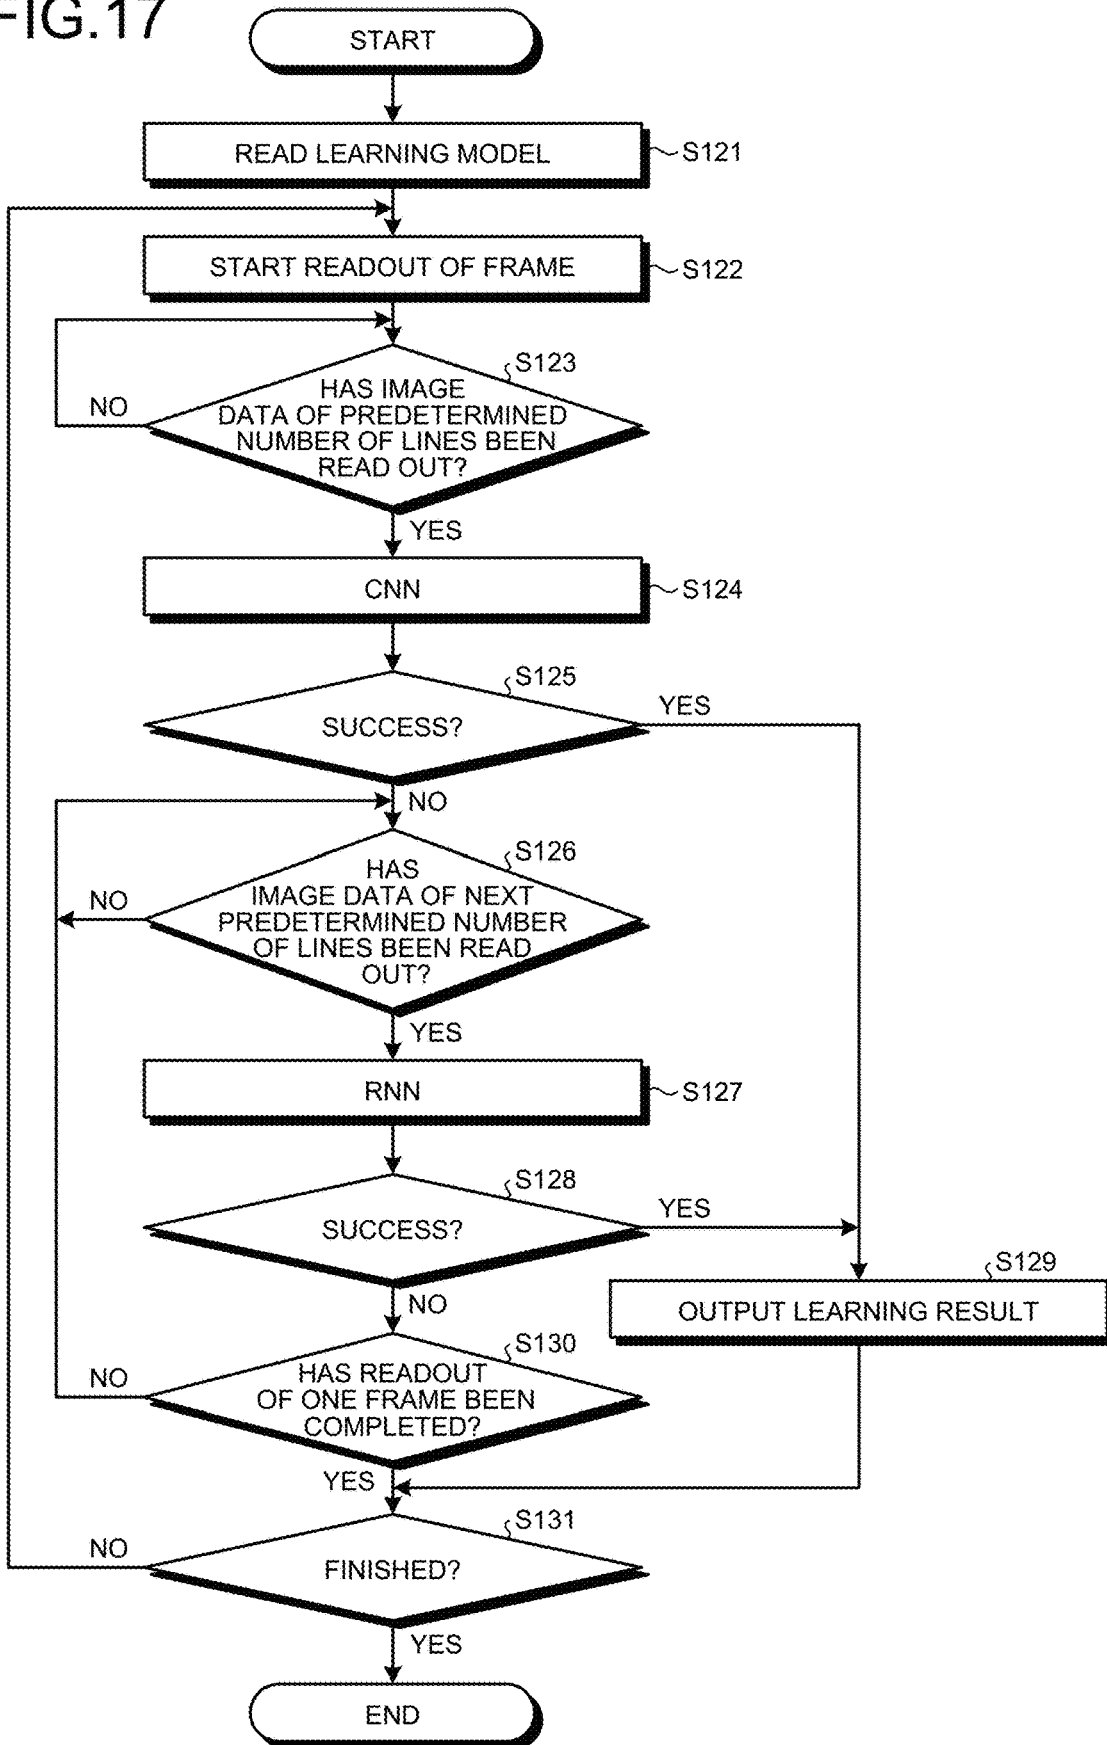 FIG.17
START
READ LEARNING MODEL
S121
START READOUT OF FRAME
S122
S123
HAS IMAGE
DATA OF PREDETERMINED
NUMBER OF LINES BEEN
READ OUT?
NO
YES
CNN
S124
S125
SUCCESS?
YES
NO
S126
HAS
IMAGE DATA OF NEXT
PREDETERMINED NUMBER
OF LINES BEEN READ
OUT?
NO
YES
RNN
S127
S128
SUCCESS?
YES
NO
S129
OUTPUT LEARNING RESULT
S130
HAS READOUT
OF ONE FRAME BEEN
COMPLETED?
NO
YES
S131
FINISHED?
NO
YES
END